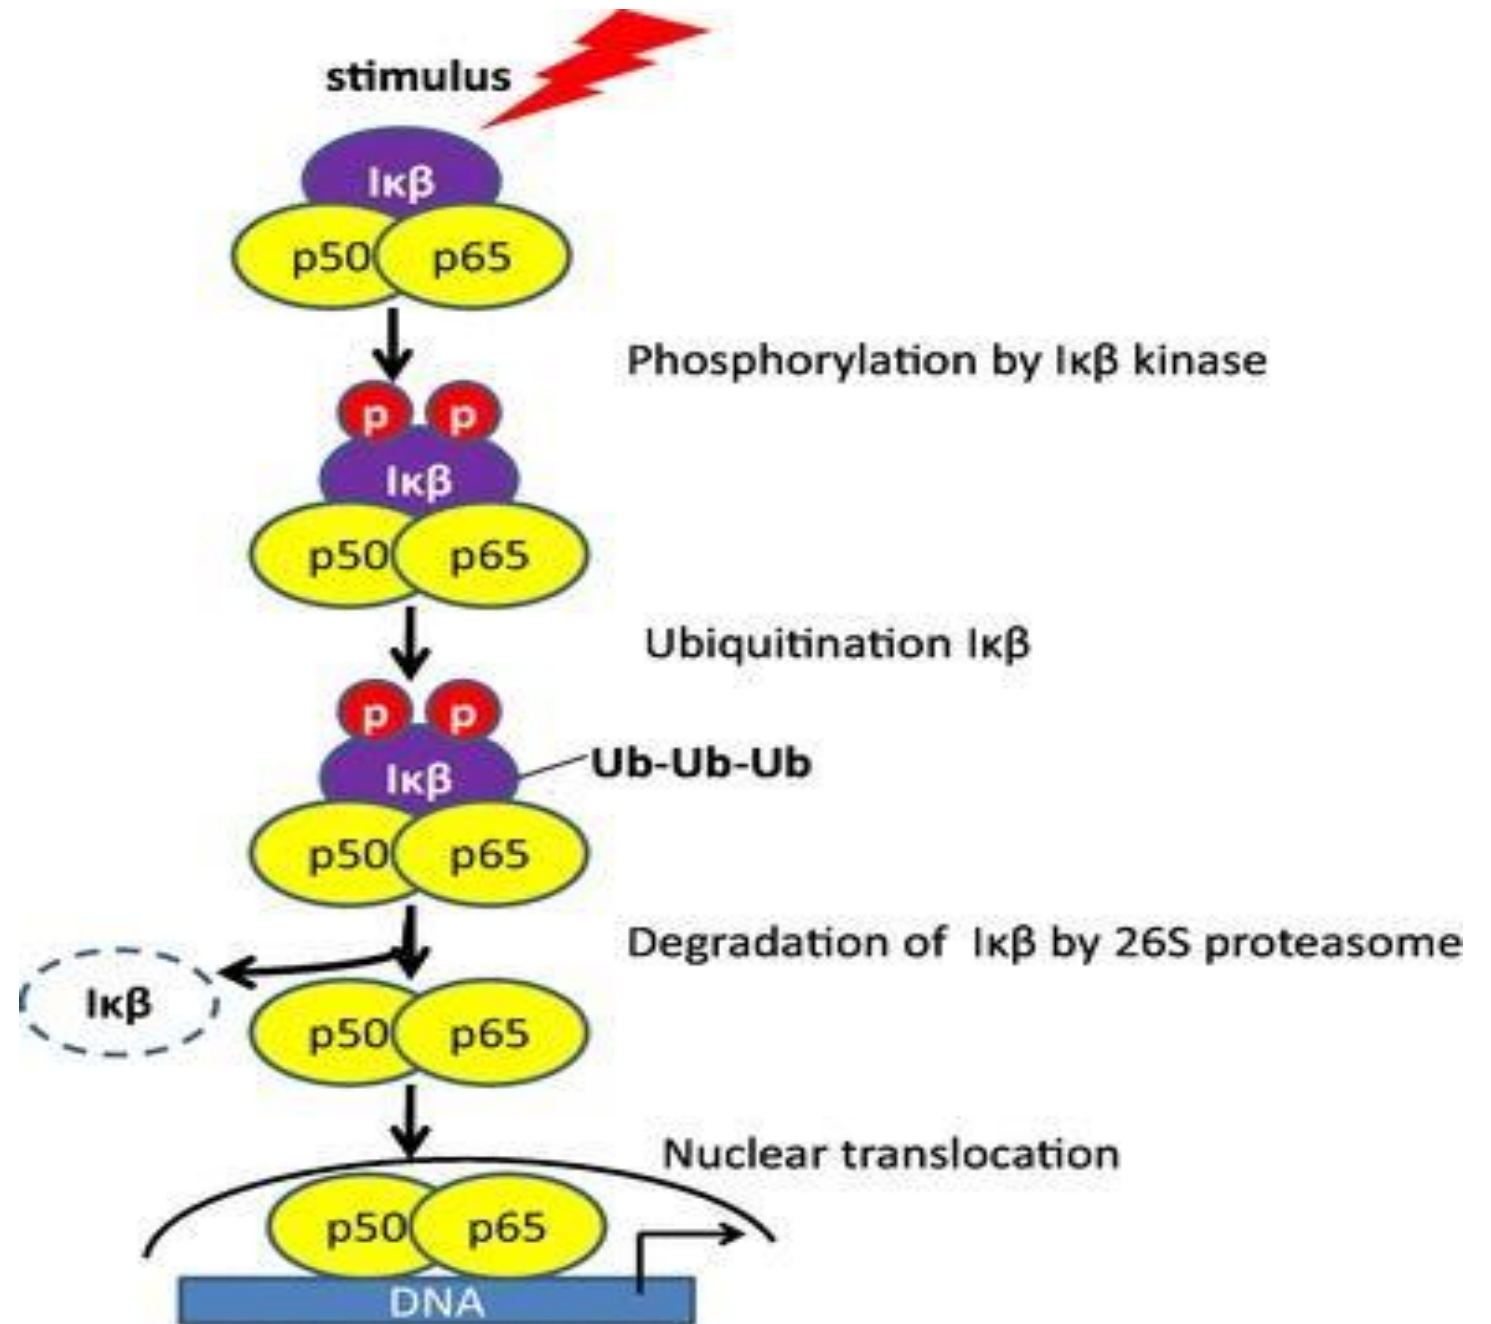 stimulus
Iκβ
p50 p65
Phosphorylation by Iκβ kinase
p p
Iκβ
p50 p65
Ubiquitination Iκβ
p p
Iκβ
Ub-Ub-Ub
p50 p65
Degradation of Iκβ by 26S proteasome
Iκβ
p50 p65
Nuclear translocation
p50 p65
DNA